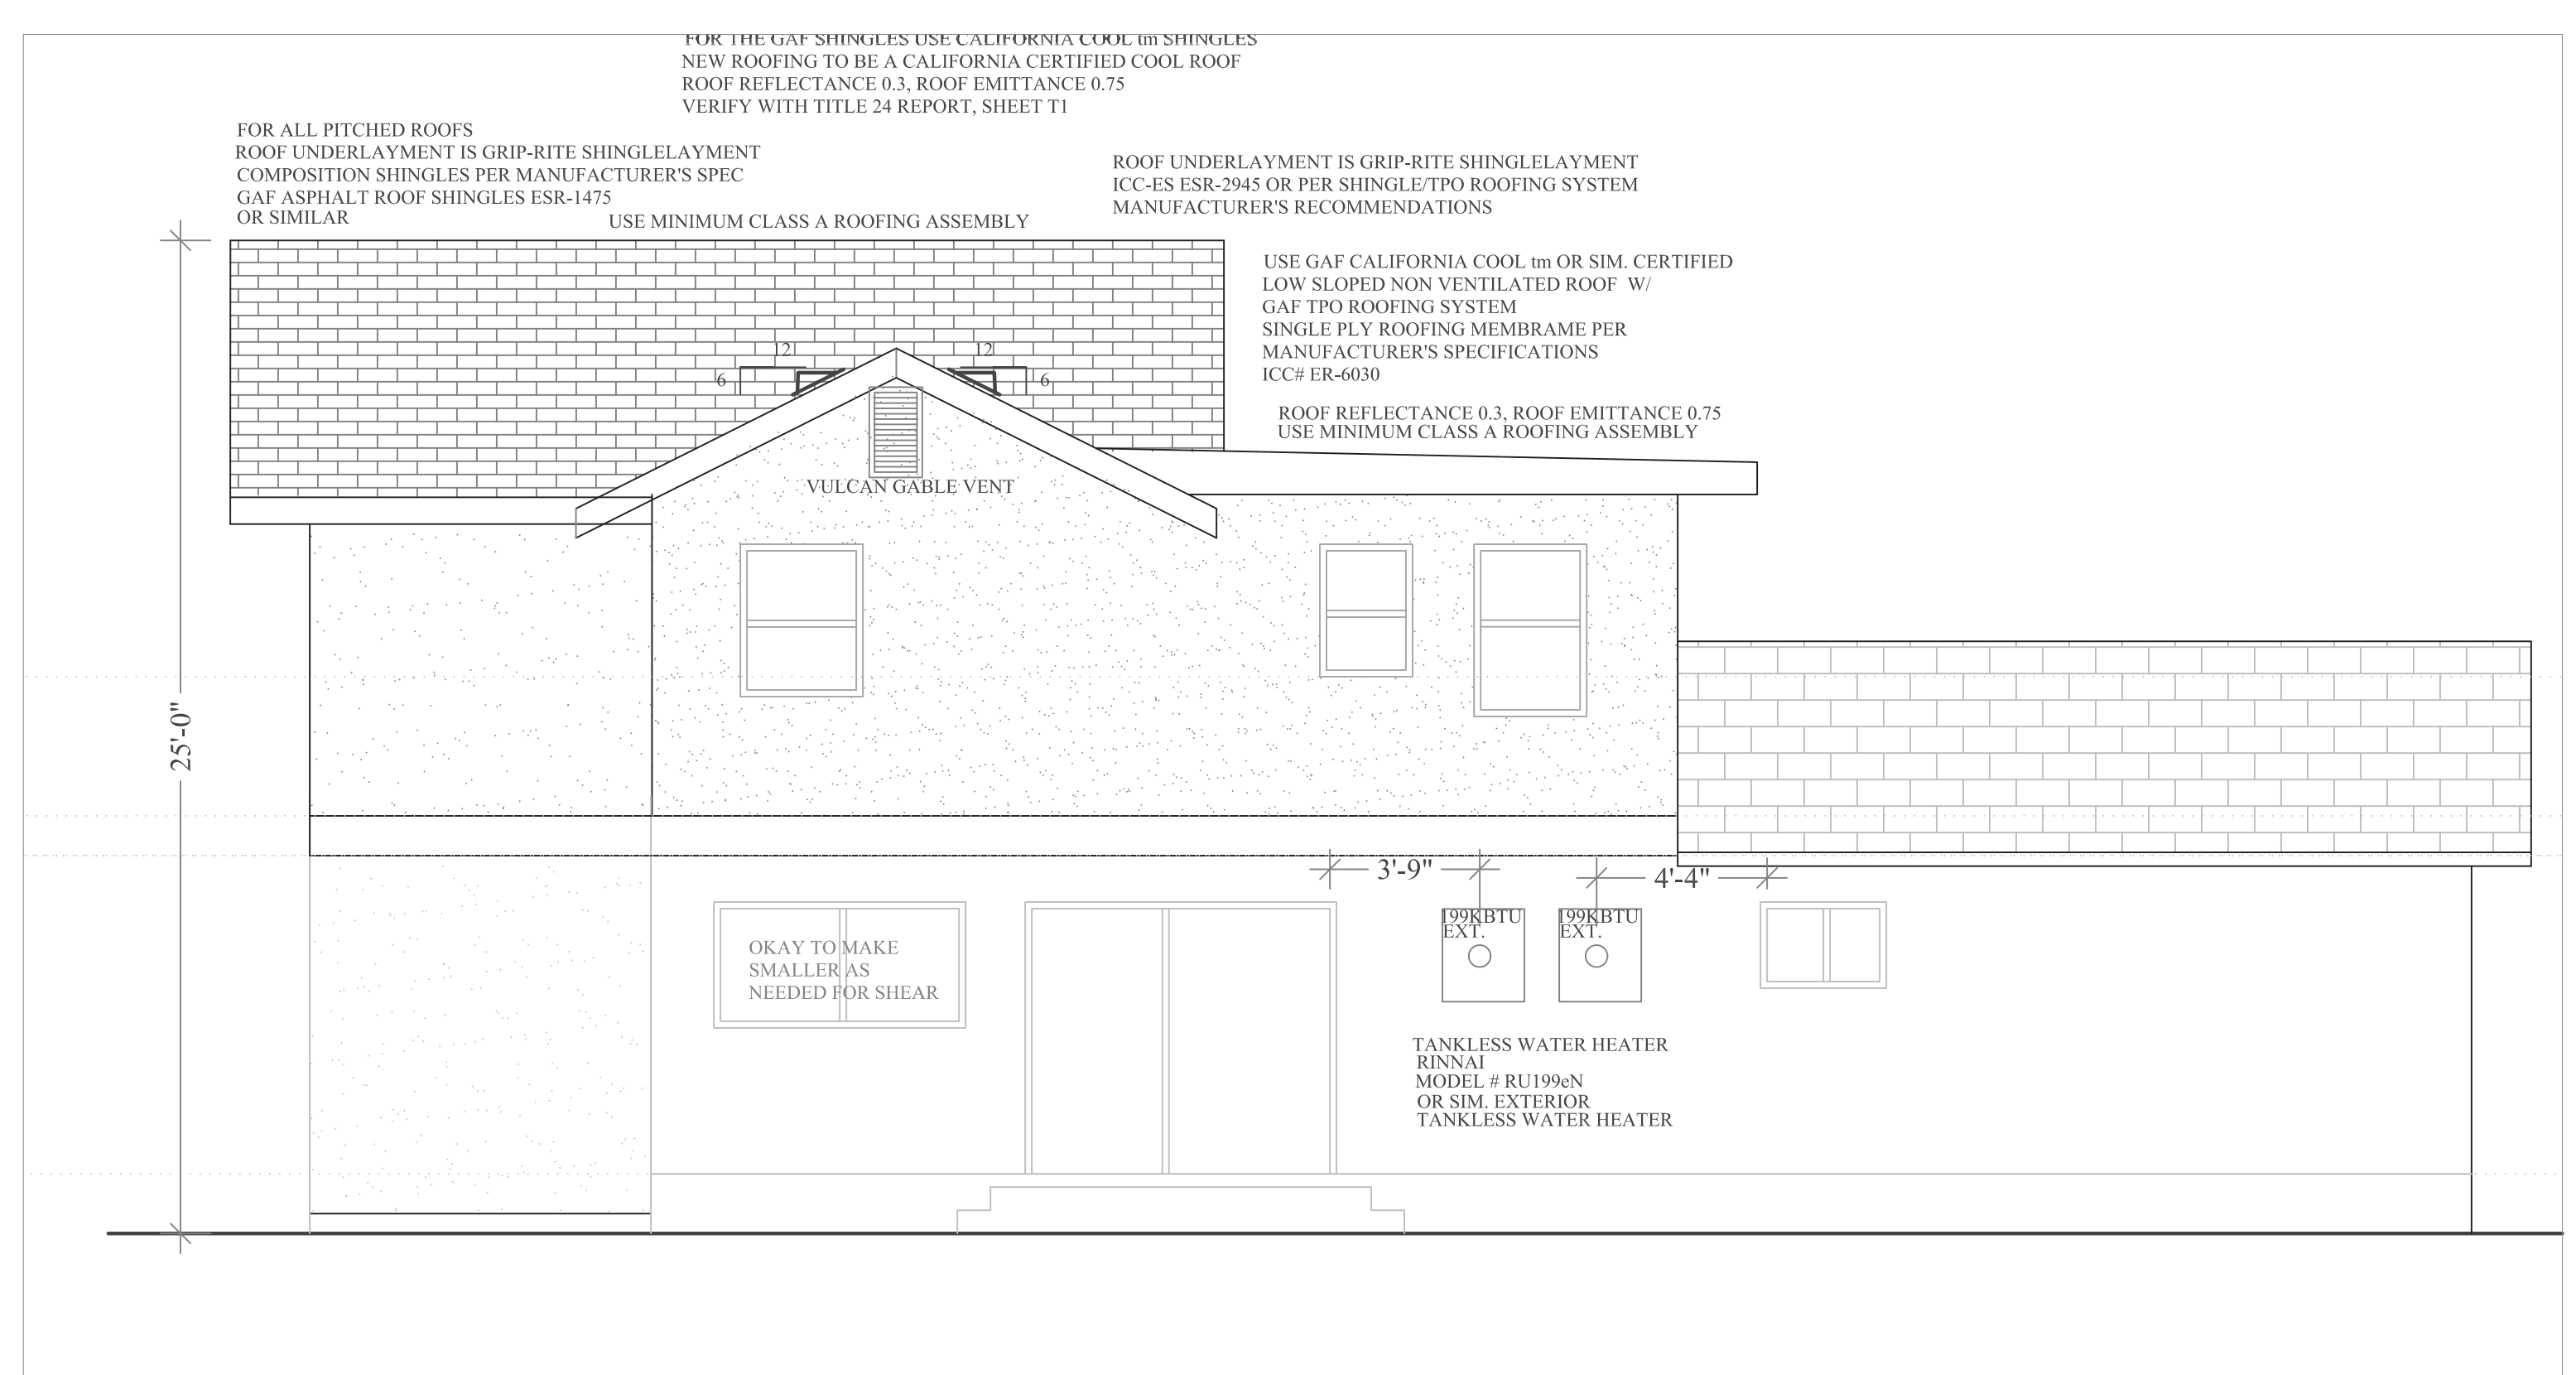 FOR THE GAF SHINGLES USE CALIFORNIA COOL tm SHINGLES
NEW ROOFING TO BE A CALIFORNIA CERTIFIED COOL ROOF
ROOF REFLECTANCE 0.3, ROOF EMITTANCE 0.75
VERIFY WITH TITLE 24 REPORT, SHEET T1
FOR ALL PITCHED ROOFS
ROOF UNDERLAYMENT IS GRIP-RITE SHINGLELAYMENT
COMPOSITION SHINGLES PER MANUFACTURER'S SPEC
GAF ASPHALT ROOF SHINGLES ESR-1475
OR SIMILAR
USE MINIMUM CLASS A ROOFING ASSEMBLY
ROOF UNDERLAYMENT IS GRIP-RITE SHINGLELAYMENT
ICC-ES ESR-2945 OR PER SHINGLE/TPO ROOFING SYSTEM
MANUFACTURER'S RECOMMENDATIONS
USE GAF CALIFORNIA COOL tm OR SIM. CERTIFIED
LOW SLOPED NON VENTILATED ROOF W/
GAF TPO ROOFING SYSTEM
SINGLE PLY ROOFING MEMBRAME PER
MANUFACTURER'S SPECIFICATIONS
ICC# ER-6030
ROOF REFLECTANCE 0.3, ROOF EMITTANCE 0.75
USE MINIMUM CLASS A ROOFING ASSEMBLY
12
6
12
6
VULCAN GABLE VENT
25'-0"
3'-9"
4'-4"
199KBTU
EXT.
199KBTU
EXT.
OKAY TO MAKE
SMALLER AS
NEEDED FOR SHEAR
TANKLESS WATER HEATER
RINNAI
MODEL # RU199eN
OR SIM. EXTERIOR
TANKLESS WATER HEATER